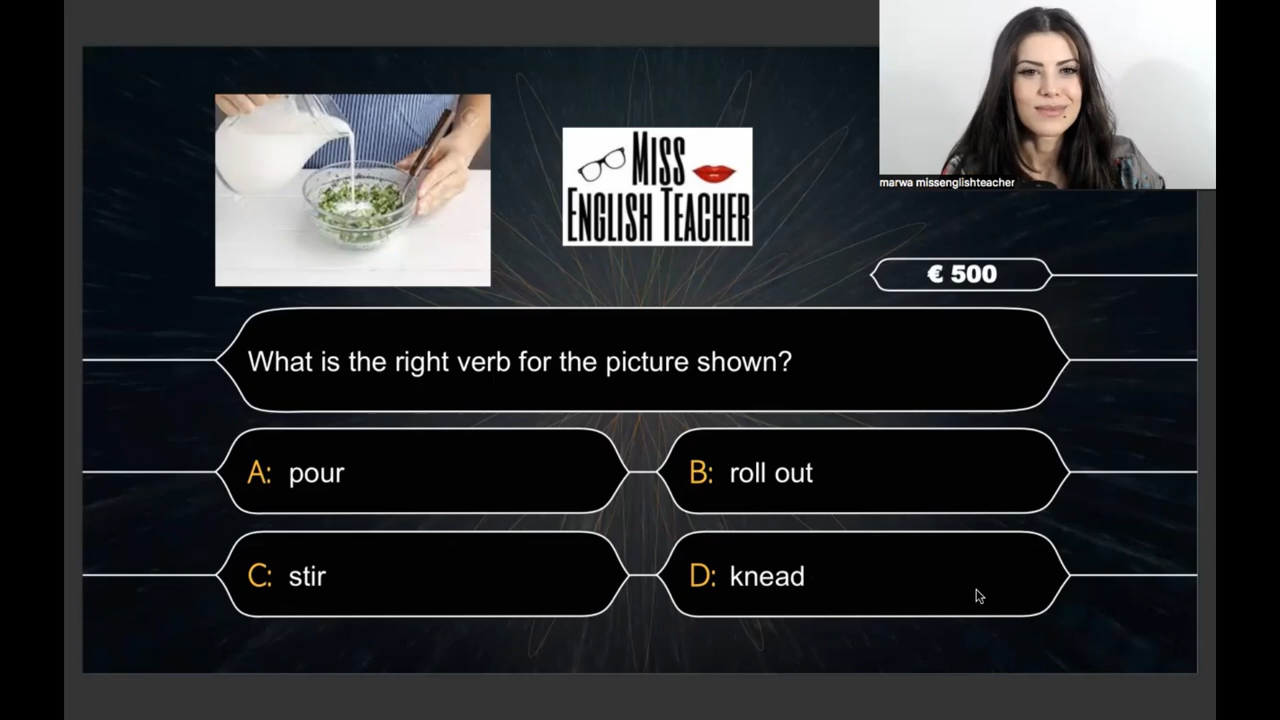 MISS
ENGLISH TEACHER
marwa missenglishteacher
€ 500
What is the right verb for the picture shown?
A: pour
B: roll out
C: stir
D: knead